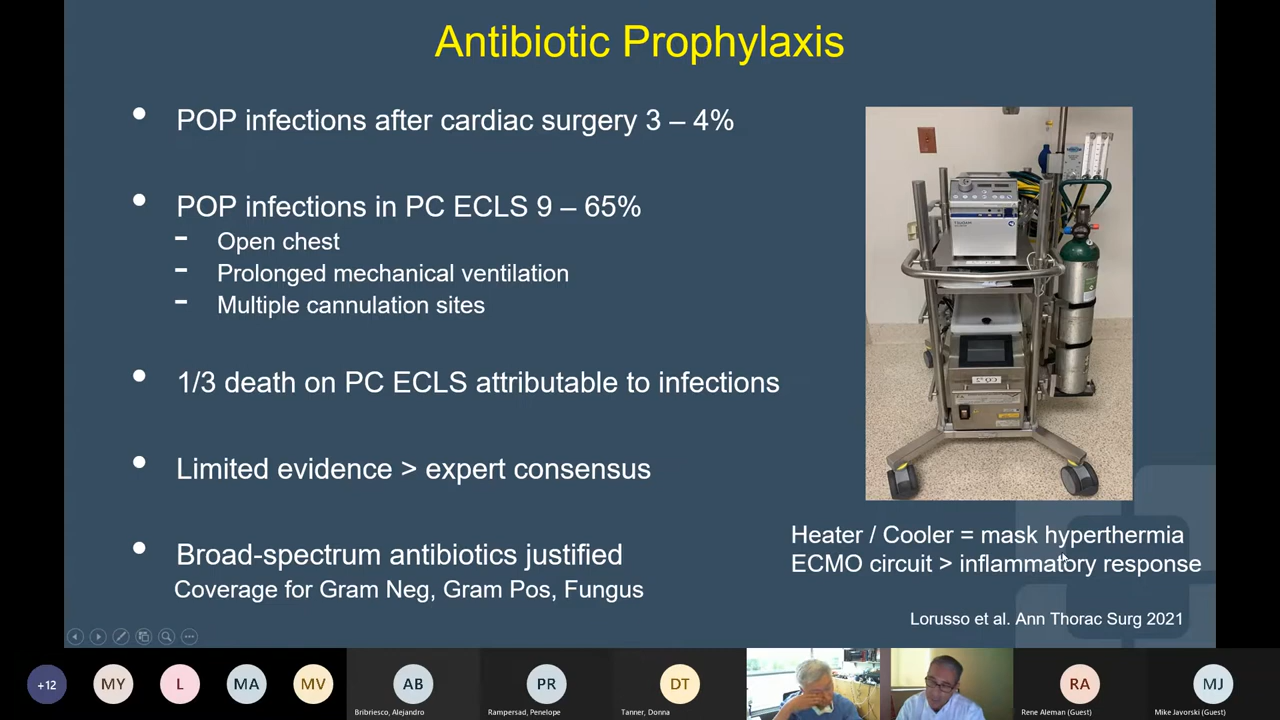 Antibiotic Prophylaxis
POP infections after cardiac surgery 3 – 4%
POP infections in PC ECLS 9 – 65%
Open chest
Prolonged mechanical ventilation
Multiple cannulation sites
1/3 death on PC ECLS attributable to infections
Limited evidence > expert consensus
Broad-spectrum antibiotics justified
Coverage for Gram Neg, Gram Pos, Fungus
Heater / Cooler = mask hyperthermia
ECMO circuit > inflammatory response
Lorusso et al. Ann Thorac Surg 2021
+12
MY
L
MA
MV
AB
PR
DT
RA
MJ
Bribriesco, Alejandro
Rampersad, Penelope
Tanner, Donna
Rene Aleman (Guest)
Mike Javorski (Guest)